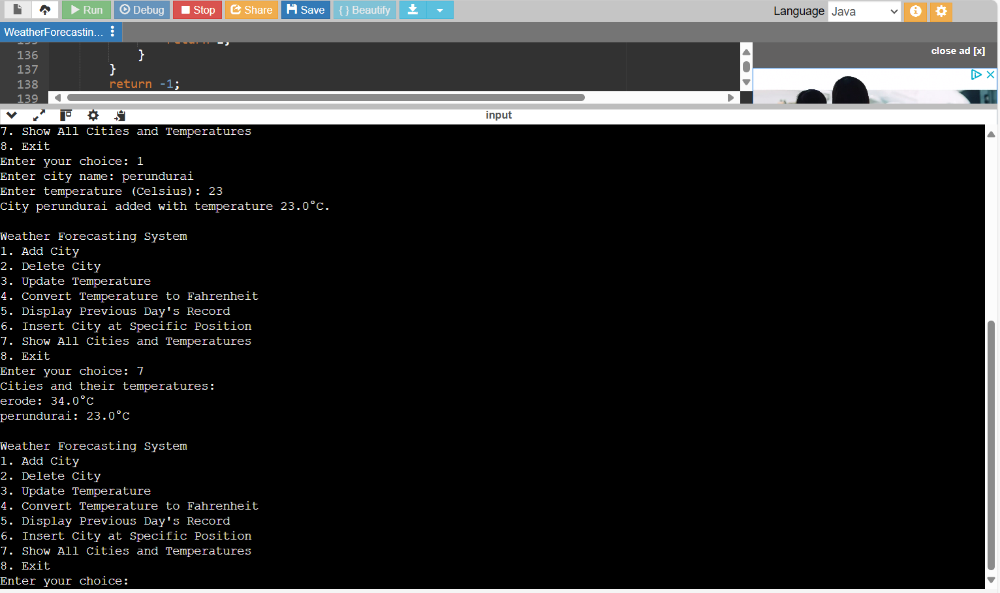 Run Debug Stop Share Save { } Beautify Language Java
WeatherForecastin...
close ad [x]
136 }
137 }
138 return -1;
139
input
7. Show All Cities and Temperatures
8. Exit
Enter your choice: 1
Enter city name: perundurai
Enter temperature (Celsius): 23
City perundurai added with temperature 23.0°C.
Weather Forecasting System
1. Add City
2. Delete City
3. Update Temperature
4. Convert Temperature to Fahrenheit
5. Display Previous Day's Record
6. Insert City at Specific Position
7. Show All Cities and Temperatures
8. Exit
Enter your choice: 7
Cities and their temperatures:
erode: 34.0°C
perundurai: 23.0°C
Weather Forecasting System
1. Add City
2. Delete City
3. Update Temperature
4. Convert Temperature to Fahrenheit
5. Display Previous Day's Record
6. Insert City at Specific Position
7. Show All Cities and Temperatures
8. Exit
Enter your choice: